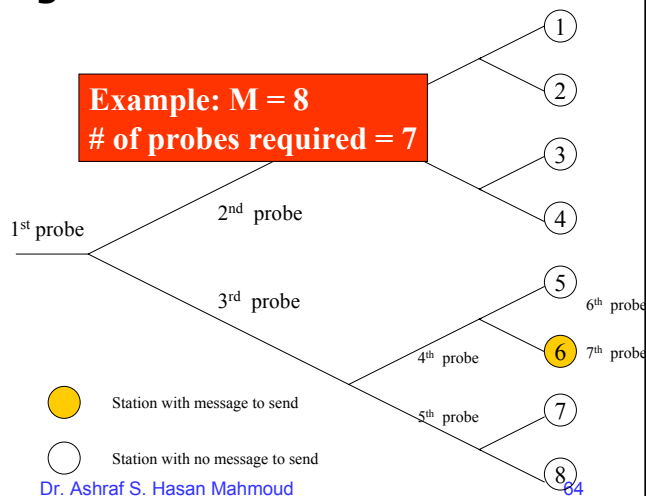 g
1
2
Example: M = 8
# of probes required = 7
3
4
1st probe
2nd probe
3rd probe
5
6th probe
4th probe
6
7th probe
5th probe
7
8
Station with message to send
Station with no message to send
Dr. Ashraf S. Hasan Mahmoud
64